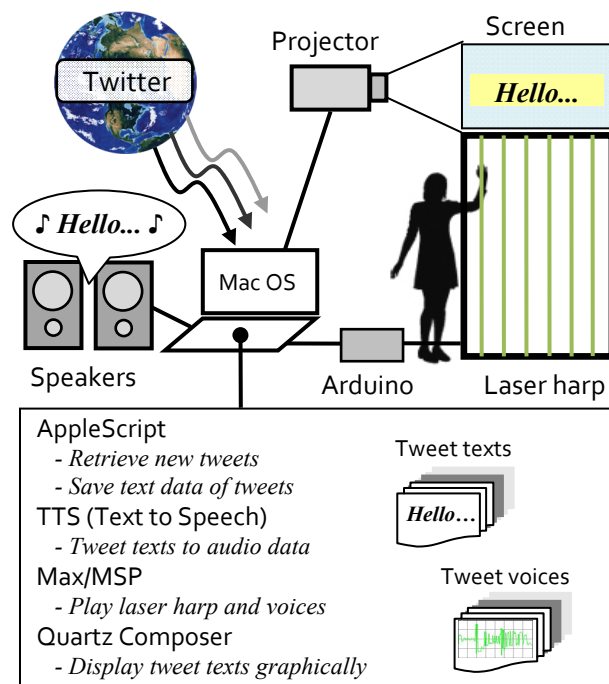 Projector
Screen
Twitter
Hello...
♪ Hello... ♪
Mac OS
Speakers
Arduino
Laser harp
AppleScript
- Retrieve new tweets
- Save text data of tweets
TTS (Text to Speech)
- Tweet texts to audio data
Max/MSP
- Play laser harp and voices
Quartz Composer
- Display tweet texts graphically
Tweet texts
Hello...
Tweet voices